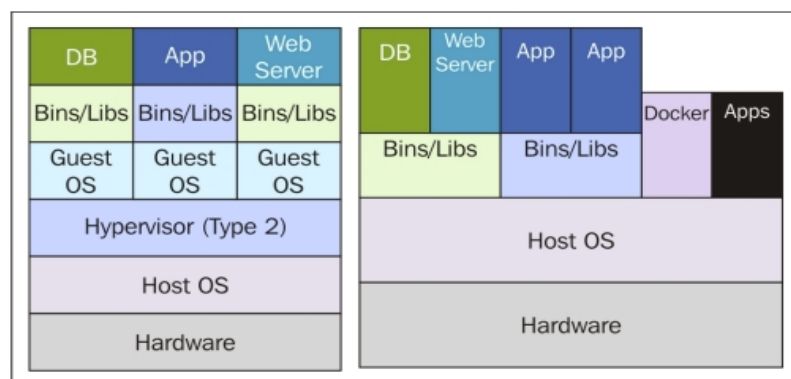 DB
App
Web
Server
Bins/Libs
Bins/Libs
Bins/Libs
Guest
OS
Guest
OS
Guest
OS
Hypervisor (Type 2)
Host OS
Hardware
DB
Web
Server
App
App
Bins/Libs
Bins/Libs
Docker
Apps
Host OS
Hardware